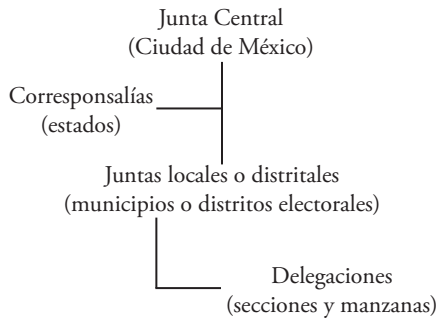 Junta Central
(Ciudad de México)
Corresponsalías
(estados)
Juntas locales o distritales
(municipios o distritos electorales)
Delegaciones
(secciones y manzanas)